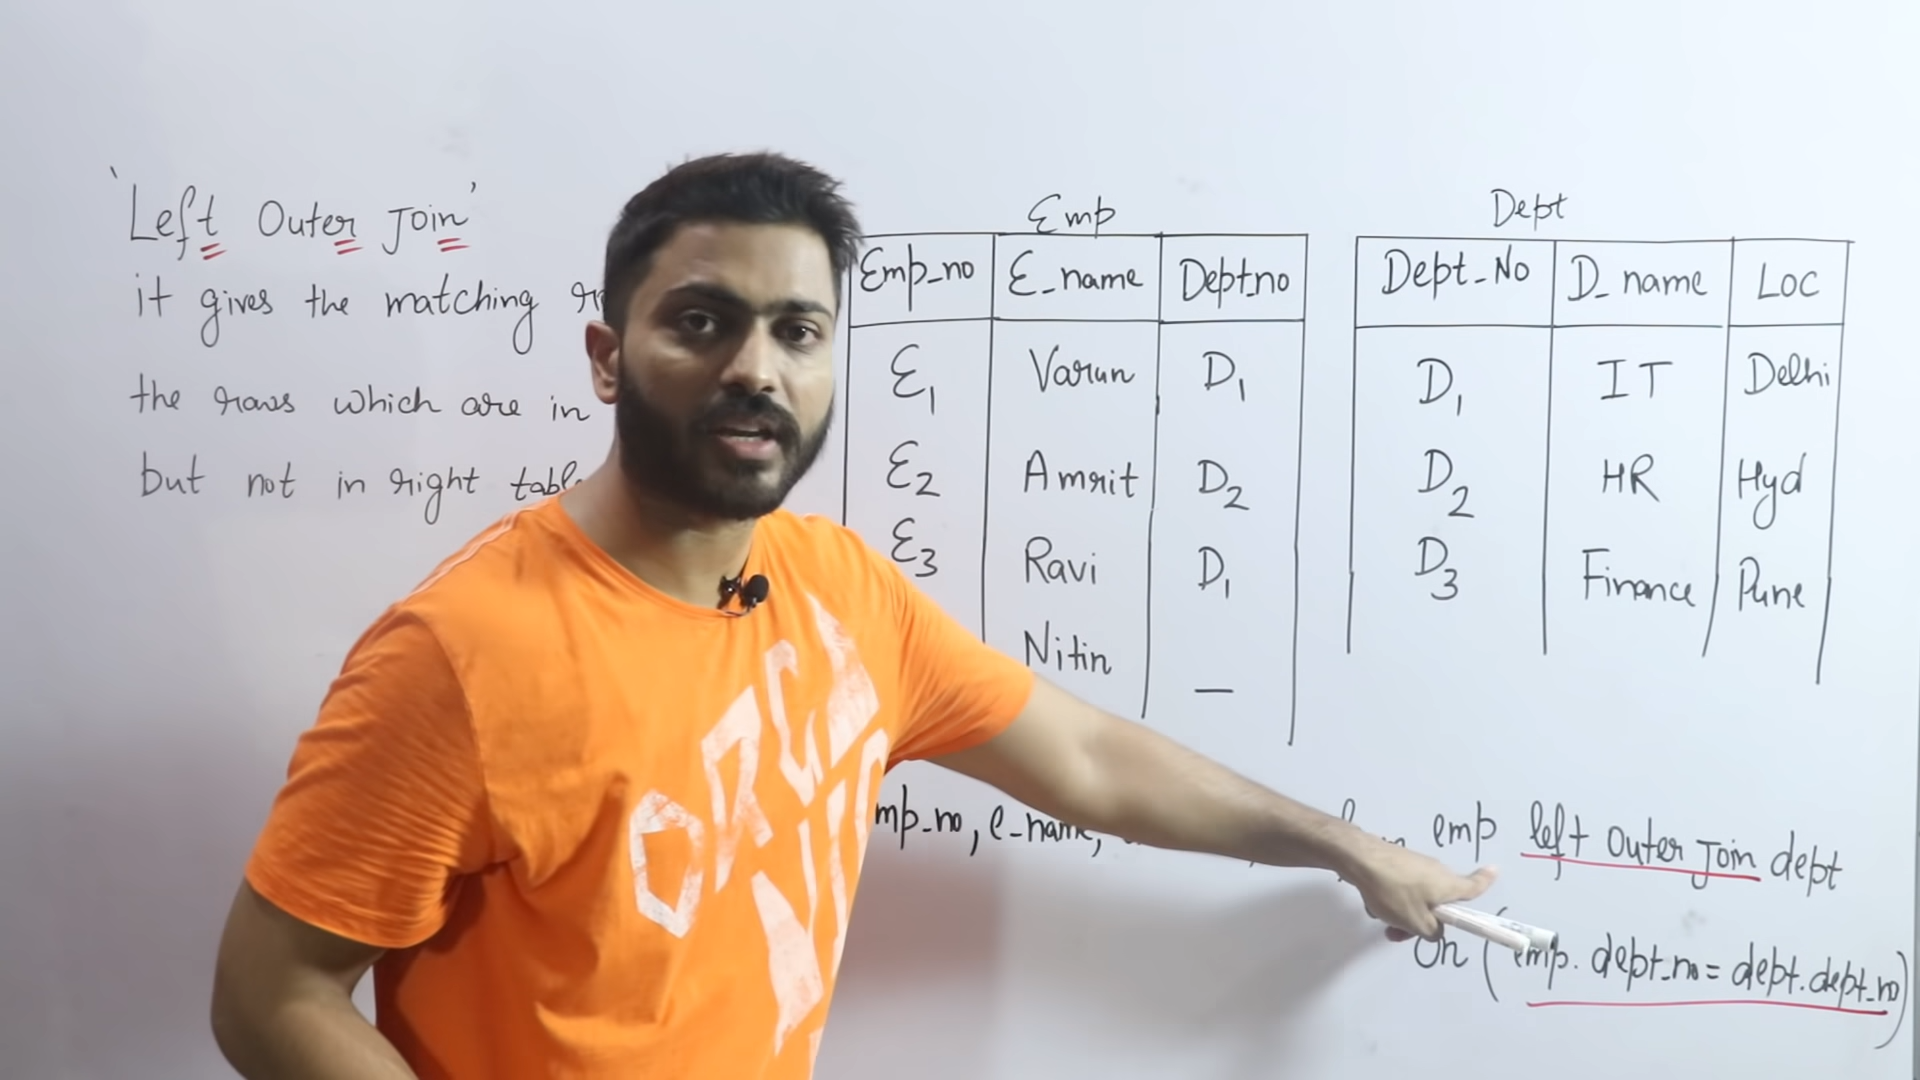 'Left Outer Join'
it gives the matching
the rows which are in
but not in right table
Emp
Emp_no E_name Dept_no
E1 Varun D1
E2 Amrit D2
E3 Ravi D1
Nitin —
Dept
Dept_No D_name Loc
D1 IT Delhi
D2 HR Hyd
D3 Finance Pune
mp_no, e_name, emp left outer join dept
on (emp.dept_no = dept.dept_no)